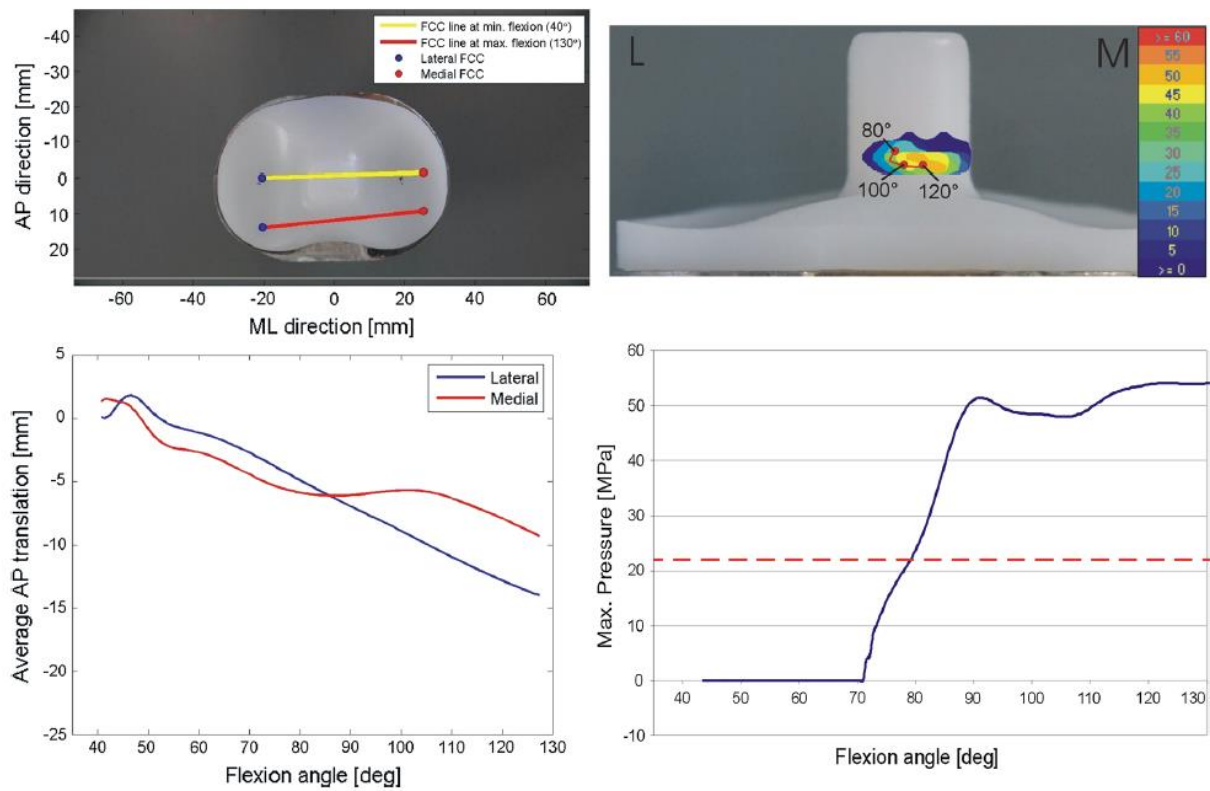 FCC line at min. flexion (40°)
FCC line at max. flexion (130°)
Lateral FCC
Medial FCC
AP direction [mm]
-40
-30
-20
-10
0
10
20
-60 -40 -20 0 20 40 60
ML direction [mm]
L
M
80°
100°
120°
>= 60
55
50
45
40
35
30
25
20
15
10
5
>= 0
Average AP translation [mm]
5
0
-5
-10
-15
-20
-25
Lateral
Medial
40 50 60 70 80 90 100 110 120 130
Flexion angle [deg]
Max. Pressure [MPa]
60
50
40
30
20
10
0
-10
40 50 60 70 80 90 100 110 120 130
Flexion angle [deg]